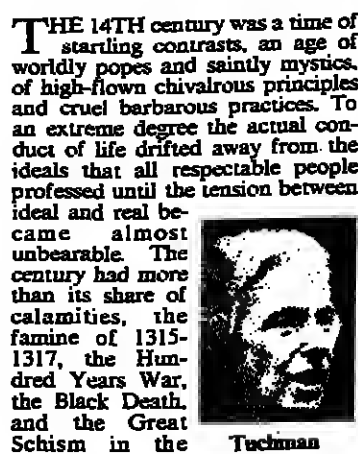 THE 14TH century was a time of
startling contrasts, an age of
worldly popes and saintly mystics,
of high-flown chivalrous principles
and cruel barbarous practices. To
an extreme degree the actual con-
duct of life drifted away from the
ideals that all respectable people
professed until the tension between
ideal and real be-
came almost
unbearable. The
century had more
than its share of
calamities, the
famine of 1315-
1317, the Hun-
dred Years War,
the Black Death,
and the Great
Schism in the
Tuchman